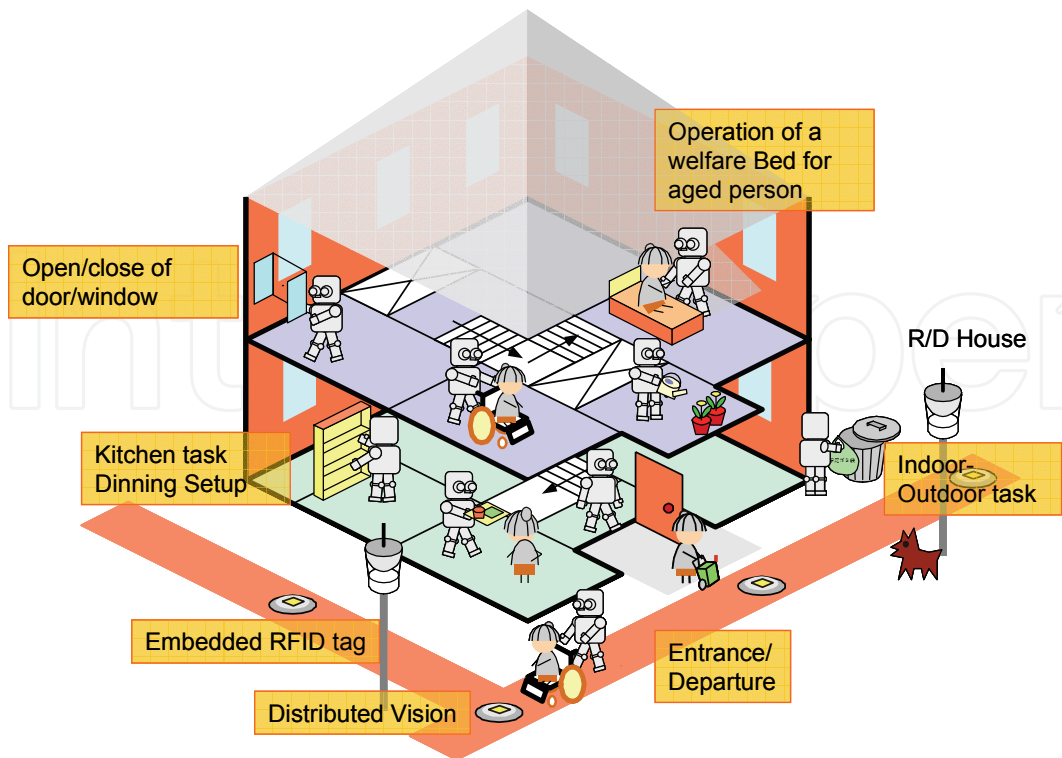 Operation of a
welfare Bed for
aged person
Open/close of
door/window
R/D House
Kitchen task
Dinning Setup
Indoor-
Outdoor task
Embedded RFID tag
Entrance/
Departure
Distributed Vision